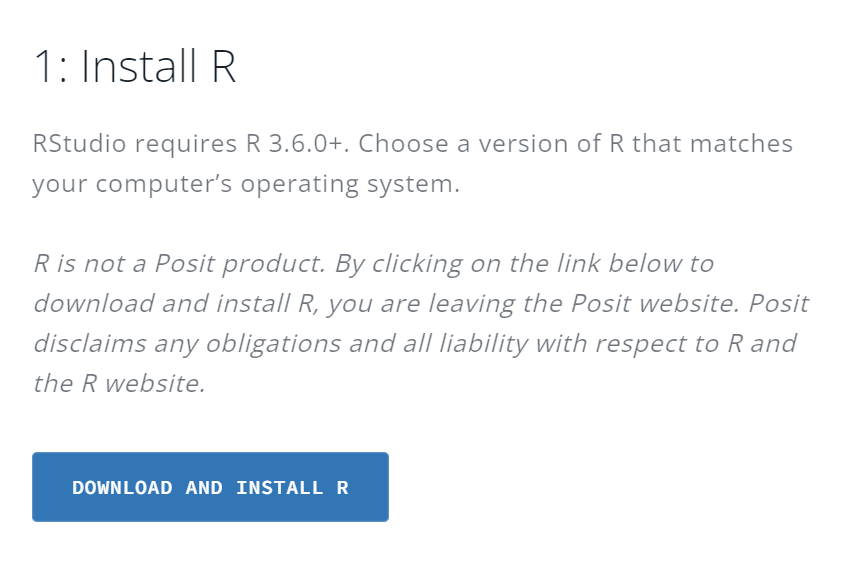 1: Install R
RStudio requires R 3.6.0+. Choose a version of R that matches
your computer’s operating system.
R is not a Posit product. By clicking on the link below to
download and install R, you are leaving the Posit website. Posit
disclaims any obligations and all liability with respect to R and
the R website.
DOWNLOAD AND INSTALL R